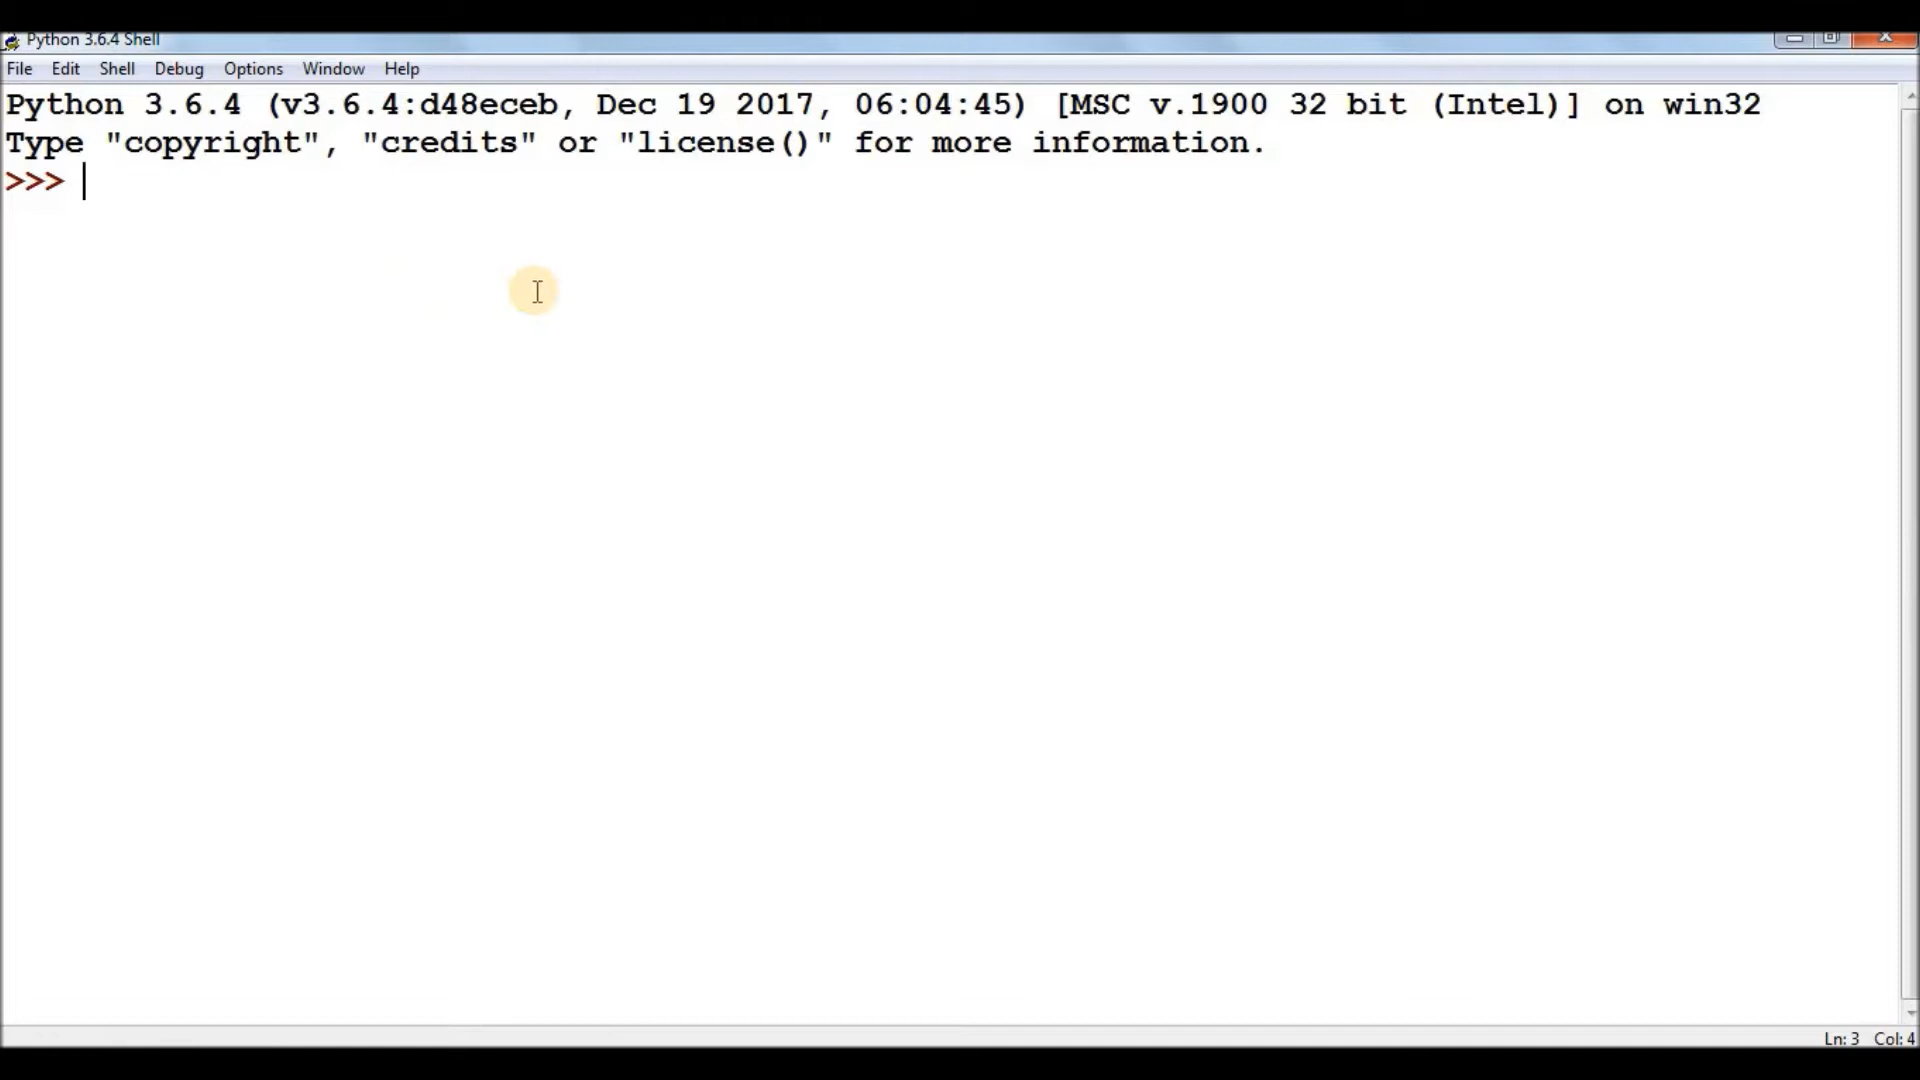 Python 3.6.4 Shell
File Edit Shell Debug Options Window Help
Python 3.6.4 (v3.6.4:d48eceb, Dec 19 2017, 06:04:45) [MSC v.1900 32 bit (Intel)] on win32
Type "copyright", "credits" or "license()" for more information.
>>>
Ln: 3 Col: 4